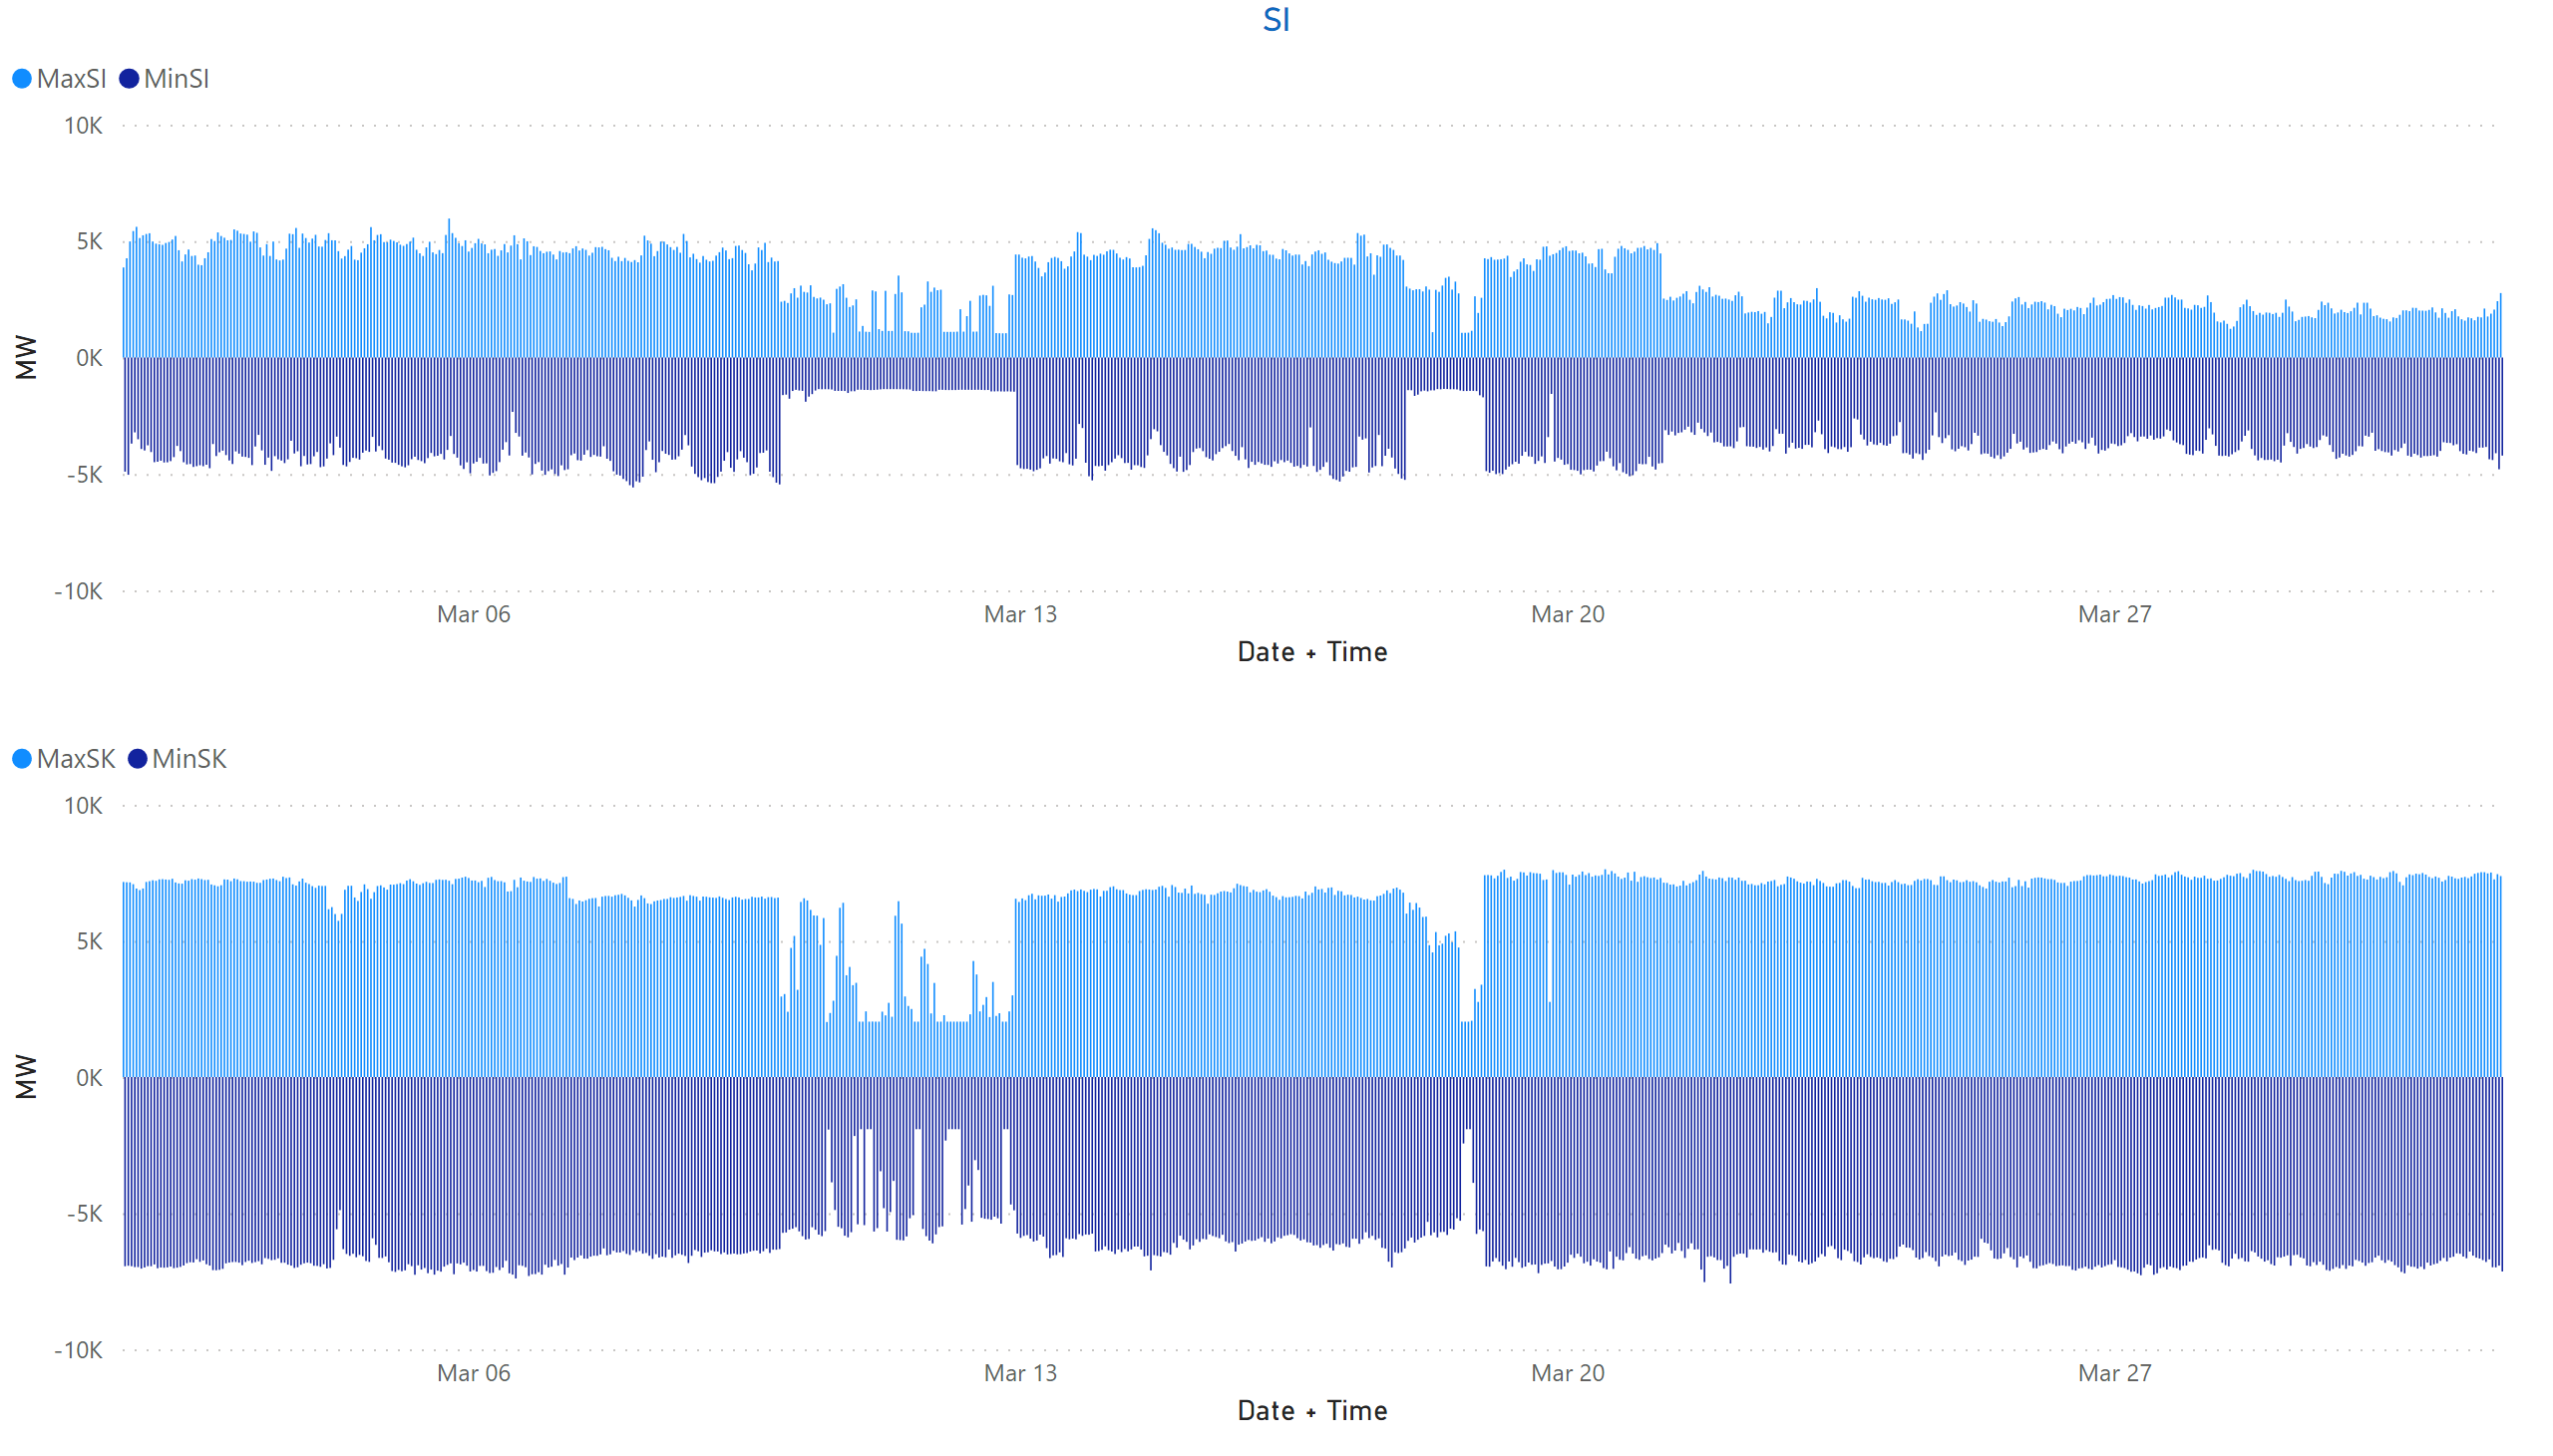 SI
MaxSI MinSI
10K
5K
0K
-5K
-10K
MW
Mar 06 Mar 13 Mar 20 Mar 27
Date + Time
MaxSK MinSK
10K
5K
0K
-5K
-10K
MW
Mar 06 Mar 13 Mar 20 Mar 27
Date + Time